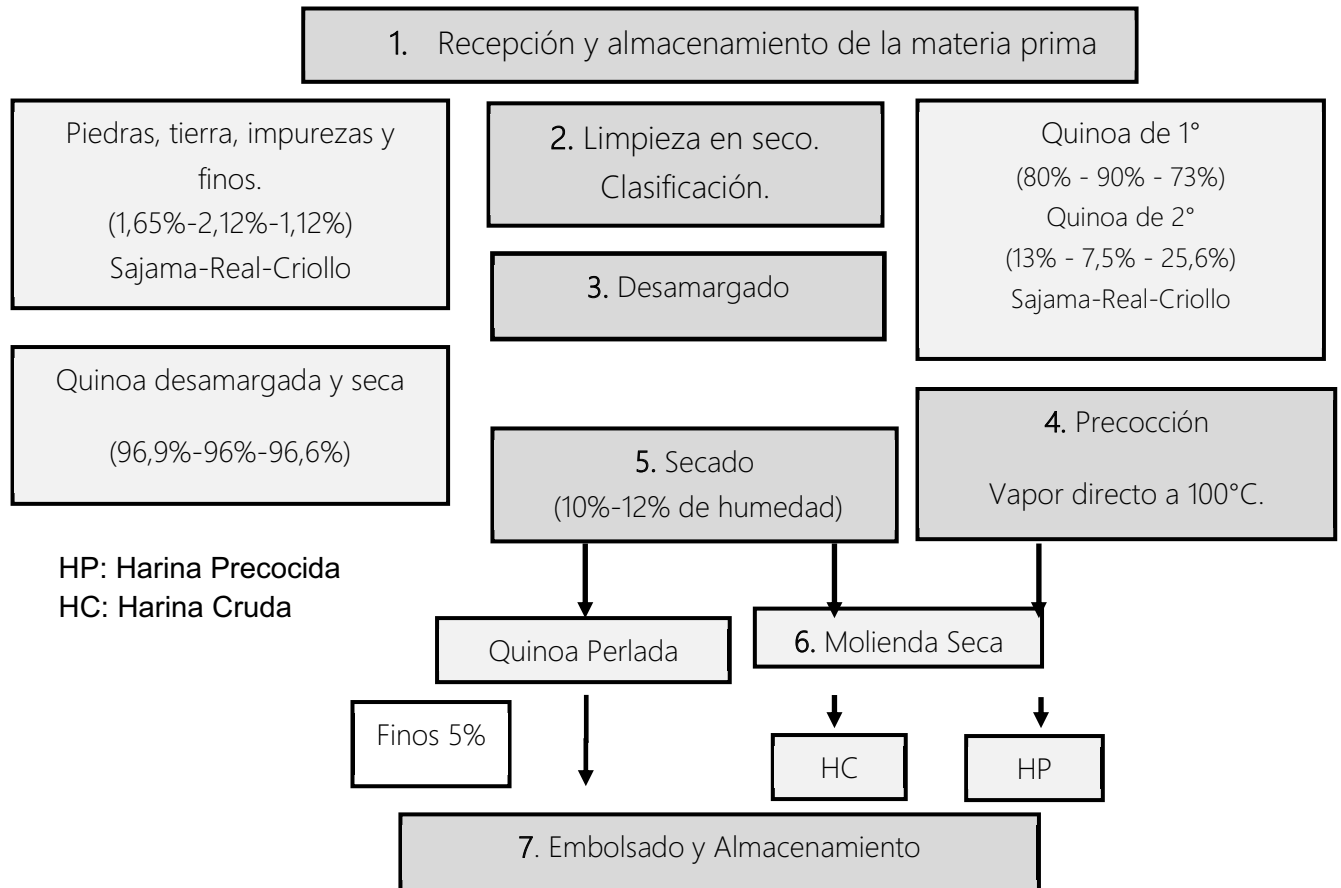 1. Recepción y almacenamiento de la materia prima
Piedras, tierra, impurezas y
finos.
(1,65%-2,12%-1,12%)
Sajama-Real-Criollo
2. Limpieza en seco.
Clasificación.
Quinoa de 1°
(80% - 90% - 73%)
Quinoa de 2°
(13% - 7,5% - 25,6%)
Sajama-Real-Criollo
3. Desamargado
Quinoa desamargada y seca
(96,9%-96%-96,6%)
4. Precocción
Vapor directo a 100°C.
5. Secado
(10%-12% de humedad)
HP: Harina Precocida
HC: Harina Cruda
Quinoa Perlada
6. Molienda Seca
Finos 5%
HC
HP
7. Embolsado y Almacenamiento